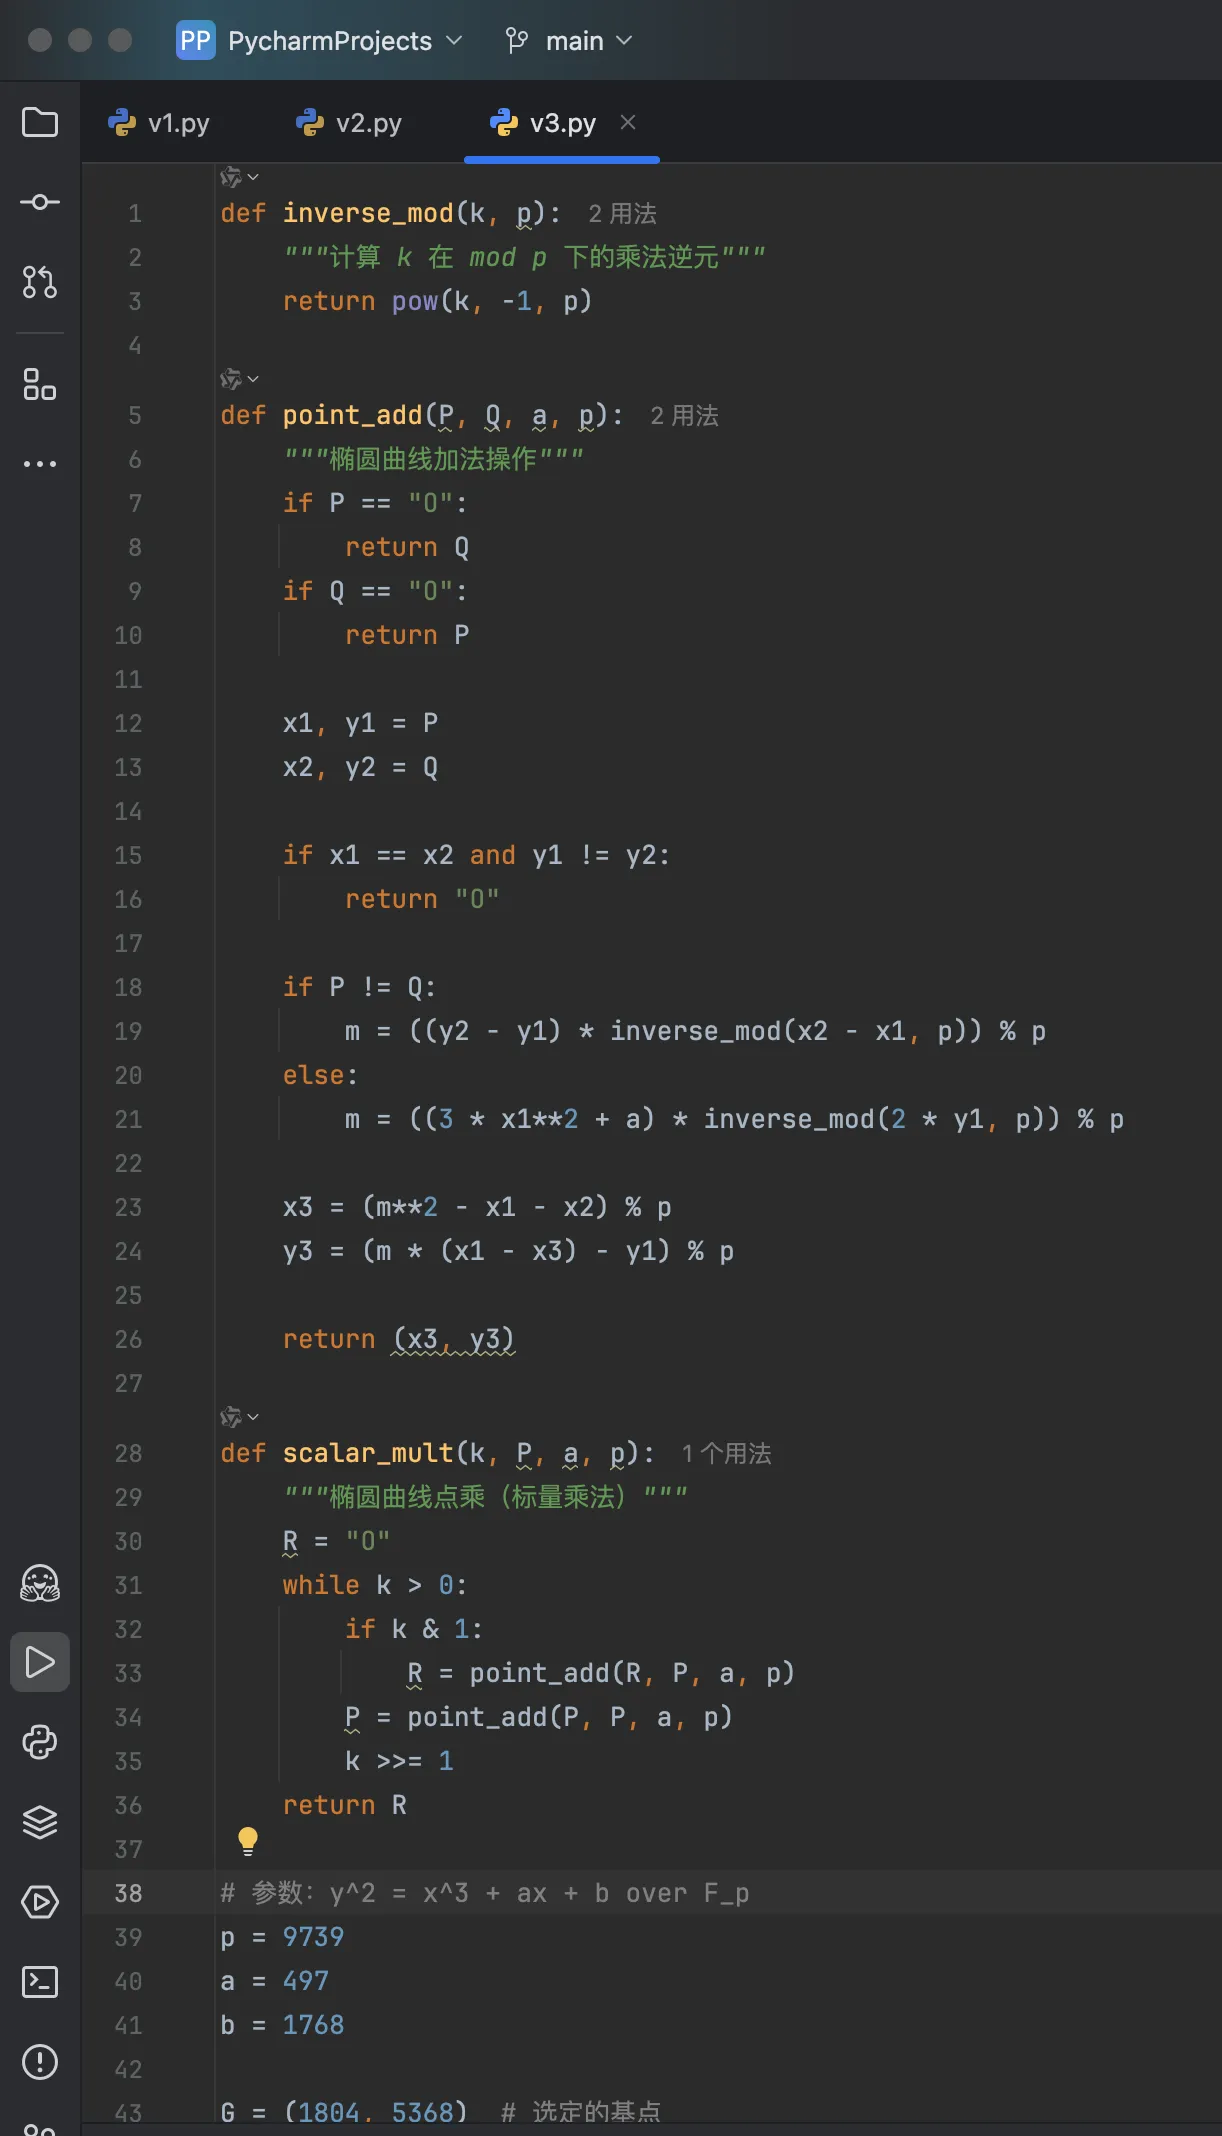 PP PycharmProjects main
v1.py v2.py v3.py
1 def inverse_mod(k, p): 2 用法
2 """计算 k 在 mod p 下的乘法逆元"""
3 return pow(k, -1, p)
4
5 def point_add(P, Q, a, p): 2 用法
6 """椭圆曲线加法操作"""
7 if P == "O":
8 return Q
9 if Q == "O":
10 return P
11
12 x1, y1 = P
13 x2, y2 = Q
14
15 if x1 == x2 and y1 != y2:
16 return "O"
17
18 if P != Q:
19 m = ((y2 - y1) * inverse_mod(x2 - x1, p)) % p
20 else:
21 m = ((3 * x1**2 + a) * inverse_mod(2 * y1, p)) % p
22
23 x3 = (m**2 - x1 - x2) % p
24 y3 = (m * (x1 - x3) - y1) % p
25
26 return (x3, y3)
27
28 def scalar_mult(k, P, a, p): 1 个用法
29 """椭圆曲线点乘（标量乘法）"""
30 R = "O"
31 while k > 0:
32 if k & 1:
33 R = point_add(R, P, a, p)
34 P = point_add(P, P, a, p)
35 k >>= 1
36 return R
37
38 # 参数：y^2 = x^3 + ax + b over F_p
39 p = 9739
40 a = 497
41 b = 1768
42
43 G = (1804, 5368) # 选定的基点